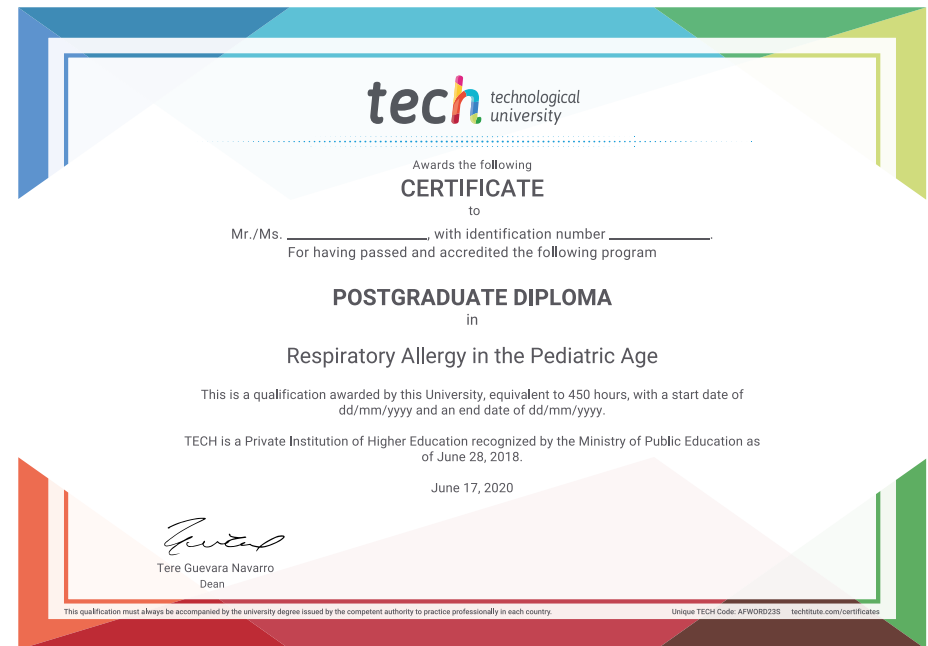 tech technological
university
Awards the following
CERTIFICATE
to
Mr./Ms. ____________________, with identification number ______________.
For having passed and accredited the following program
POSTGRADUATE DIPLOMA
in
Respiratory Allergy in the Pediatric Age
This is a qualification awarded by this University, equivalent to 450 hours, with a start date of
dd/mm/yyyy and an end date of dd/mm/yyyy.
TECH is a Private Institution of Higher Education recognized by the Ministry of Public Education as
of June 28, 2018.
June 17, 2020
Tere Guevara Navarro
Dean
This qualification must always be accompanied by the university degree issued by the competent authority to practice professionally in each country.
Unique TECH Code: AFWORD23S techtitute.com/certificates